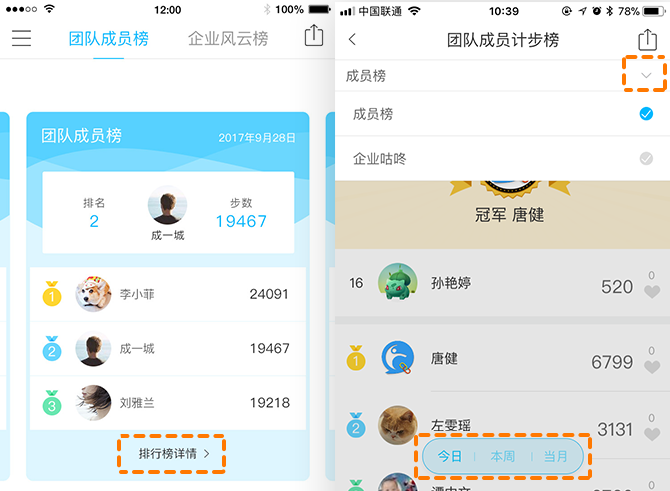 12:00
100%
团队成员榜
企业风云榜
团队成员榜
2017年9月28日
排名
2
成一城
步数
19467
1
李小菲
24091
2
成一城
19467
3
刘雅兰
19218
排行榜详情
中国联通
10:39
78%
团队成员计步榜
成员榜
成员榜
企业咕咚
冠军 唐健
16
孙艳婷
520
0
1
唐健
6799
0
2
左雯瑶
3131
0
今日
本周
当月